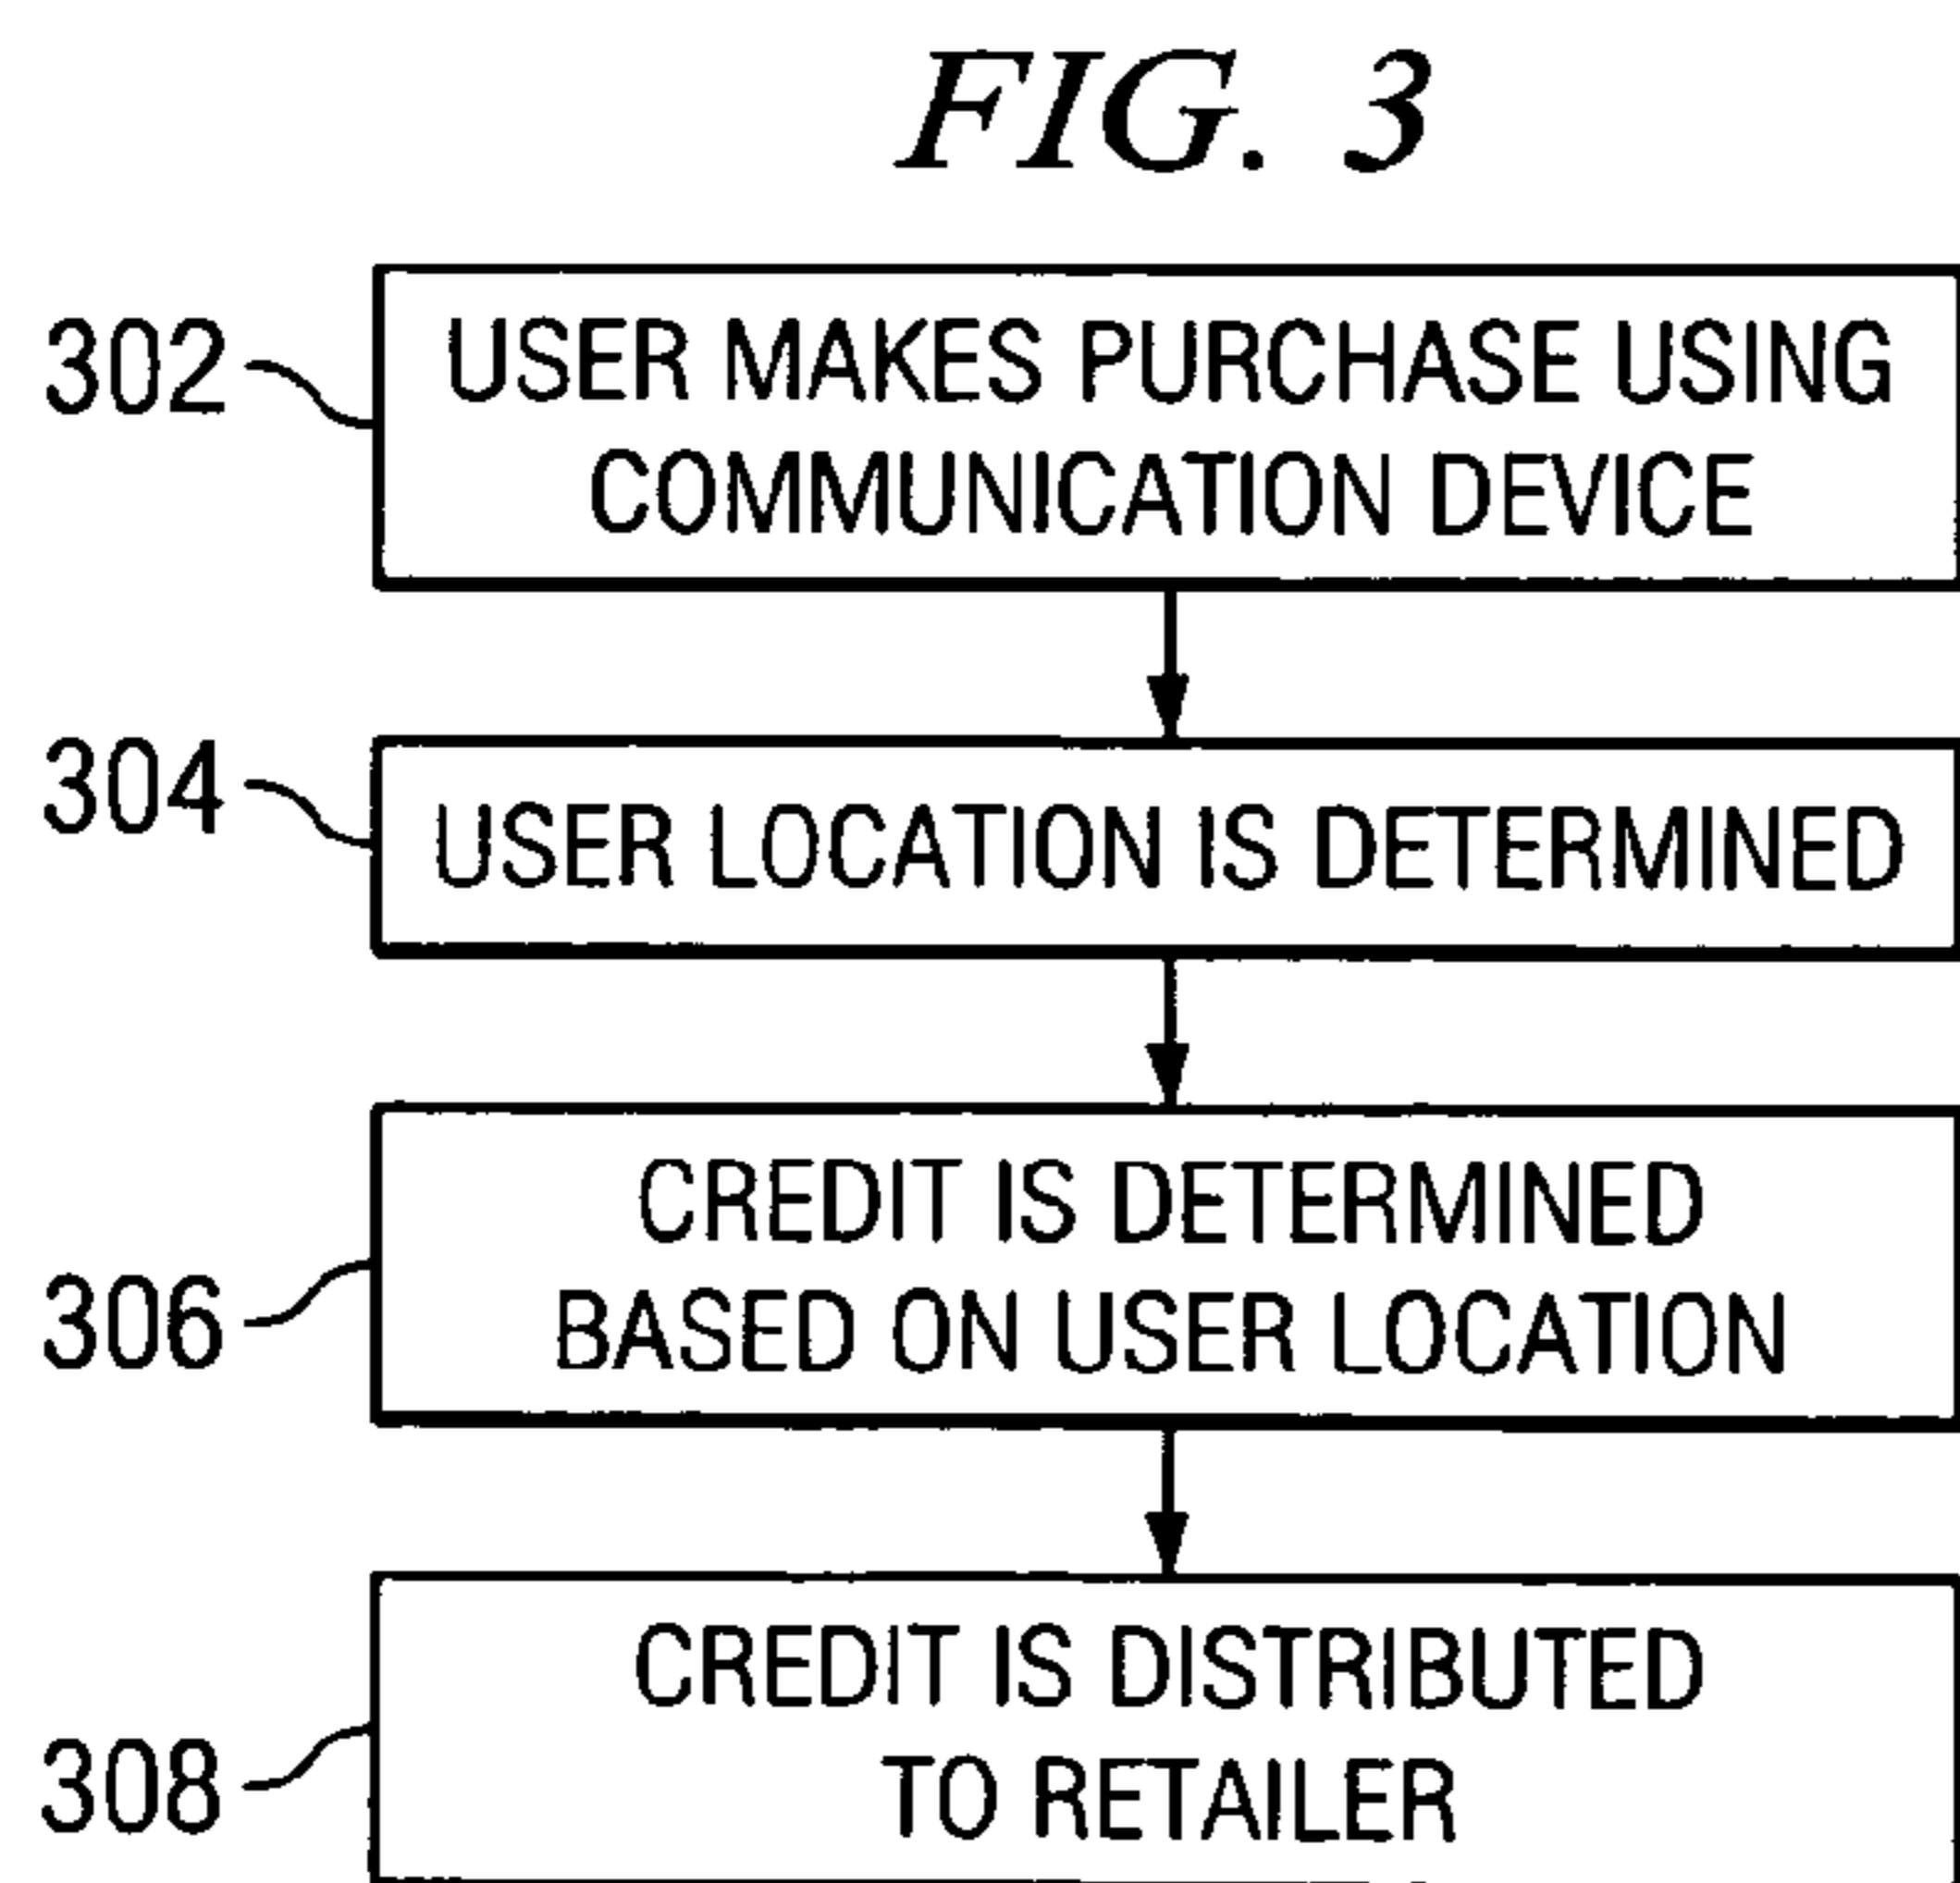 FIG. 3
302
USER MAKES PURCHASE USING
COMMUNICATION DEVICE
304
USER LOCATION IS DETERMINED
306
CREDIT IS DETERMINED
BASED ON USER LOCATION
308
CREDIT IS DISTRIBUTED
TO RETAILER